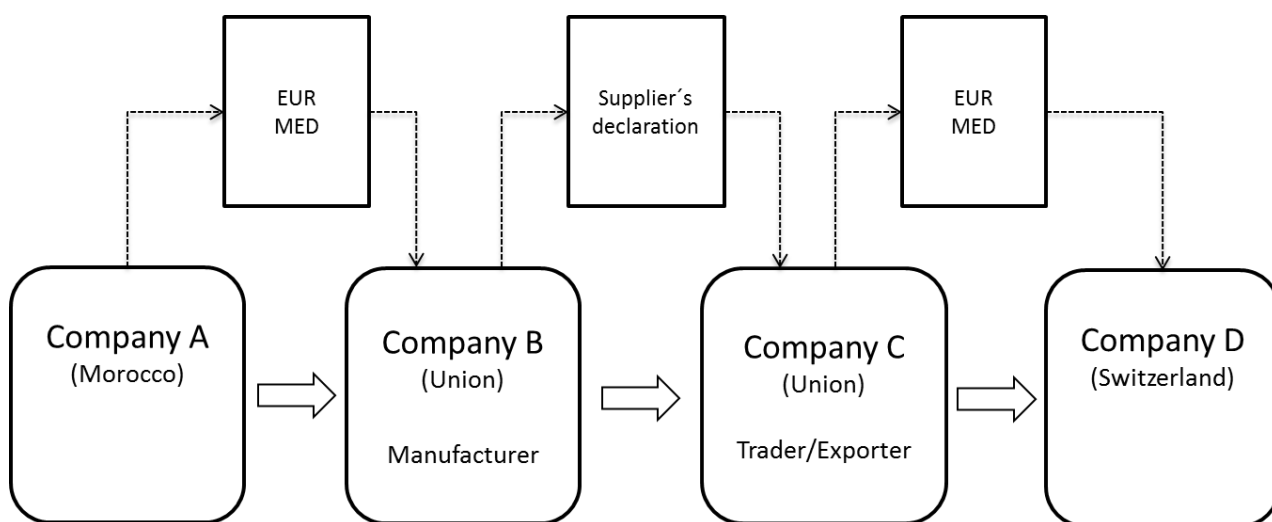 EUR
MED
Supplier´s
declaration
EUR
MED
Company A
(Morocco)
Company B
(Union)
Manufacturer
Company C
(Union)
Trader/Exporter
Company D
(Switzerland)